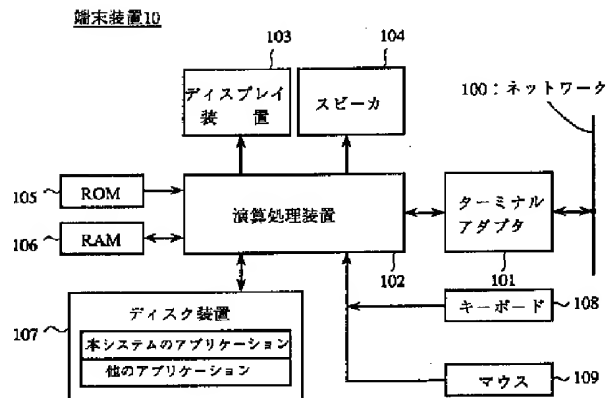 端末装置10
103
104
ディスプレイ
装 置
スピーカ
100：ネットワーク
105
ROM
演算処理装置
ターミナル
アダプタ
106
RAM
102
101
107
ディスク装置
本システムのアプリケーション
他のアプリケーション
キーボード
108
マウス
109